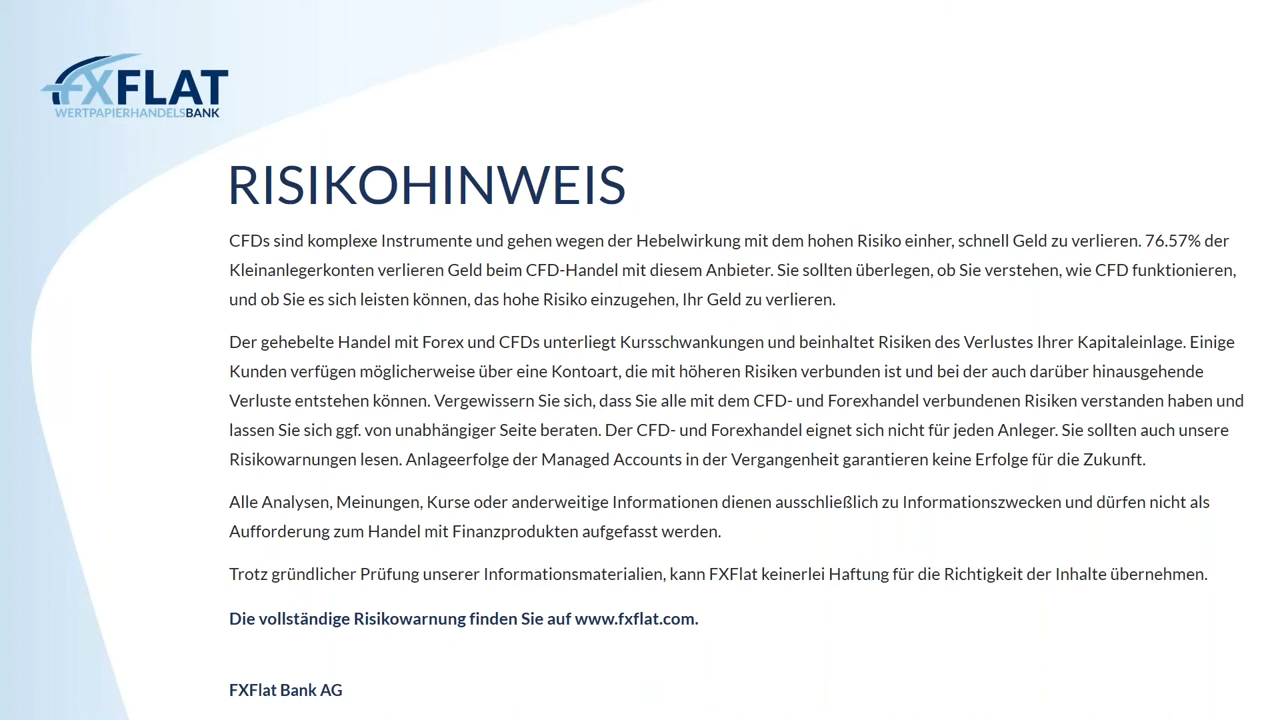 FXFLAT
WERTPAPIERHANDELSBANK
RISIKOHINWEIS
CFDs sind komplexe Instrumente und gehen wegen der Hebelwirkung mit dem hohen Risiko einher, schnell Geld zu verlieren. 76.57% der
Kleinanlegerkonten verlieren Geld beim CFD-Handel mit diesem Anbieter. Sie sollten überlegen, ob Sie verstehen, wie CFD funktionieren,
und ob Sie es sich leisten können, das hohe Risiko einzugehen, Ihr Geld zu verlieren.
Der gehebelte Handel mit Forex und CFDs unterliegt Kursschwankungen und beinhaltet Risiken des Verlustes Ihrer Kapitaleinlage. Einige
Kunden verfügen möglicherweise über eine Kontoart, die mit höheren Risiken verbunden ist und bei der auch darüber hinausgehende
Verluste entstehen können. Vergewissern Sie sich, dass Sie alle mit dem CFD- und Forexhandel verbundenen Risiken verstanden haben und
lassen Sie sich ggf. von unabhängiger Seite beraten. Der CFD- und Forexhandel eignet sich nicht für jeden Anleger. Sie sollten auch unsere
Risikowarnungen lesen. Anlageerfolge der Managed Accounts in der Vergangenheit garantieren keine Erfolge für die Zukunft.
Alle Analysen, Meinungen, Kurse oder anderweitige Informationen dienen ausschließlich zu Informationszwecken und dürfen nicht als
Aufforderung zum Handel mit Finanzprodukten aufgefasst werden.
Trotz gründlicher Prüfung unserer Informationsmaterialien, kann FXFlat keinerlei Haftung für die Richtigkeit der Inhalte übernehmen.
Die vollständige Risikowarnung finden Sie auf www.fxflat.com.
FXFlat Bank AG